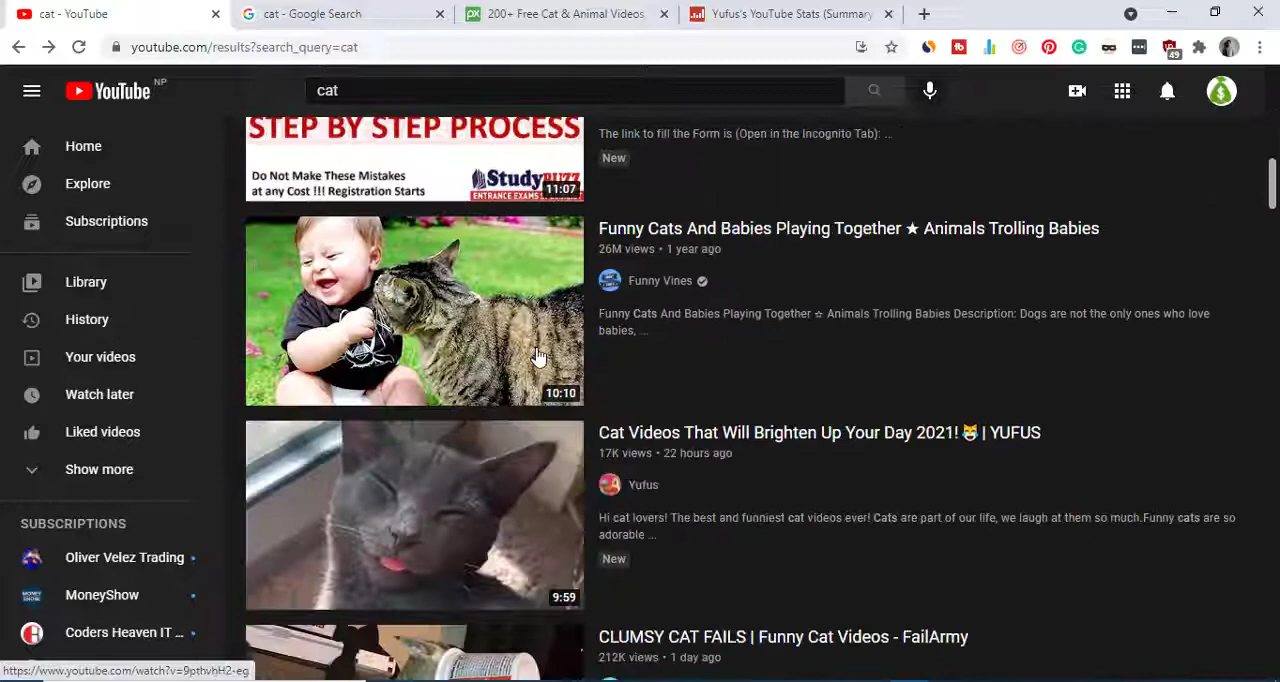 cat - YouTube
cat - Google Search
200+ Free Cat & Animal Videos
Yufus's YouTube Stats (Summary
youtube.com/results?search_query=cat
49
YouTube NP
cat
Home
Explore
Subscriptions
Library
History
Your videos
Watch later
Liked videos
Show more
SUBSCRIPTIONS
Oliver Velez Trading
MoneyShow
Coders Heaven IT ...
STEP BY STEP PROCESS
Do Not Make These Mistakes
at any Cost !!! Registration Starts
StudyBUZZ
ENTRANCE EXAMS
11:07
The link to fill the Form is (Open in the Incognito Tab): ...
New
10:10
Funny Cats And Babies Playing Together ★ Animals Trolling Babies
26M views • 1 year ago
Funny Vines
Funny Cats And Babies Playing Together ☆ Animals Trolling Babies Description: Dogs are not the only ones who love
babies, ...
9:59
Cat Videos That Will Brighten Up Your Day 2021! 😹 | YUFUS
17K views • 22 hours ago
Yufus
Hi cat lovers! The best and funniest cat videos ever! Cats are part of our life, we laugh at them so much.Funny cats are so
adorable ...
New
CLUMSY CAT FAILS | Funny Cat Videos - FailArmy
212K views • 1 day ago
https://www.youtube.com/watch?v=9pthvhH2-eg